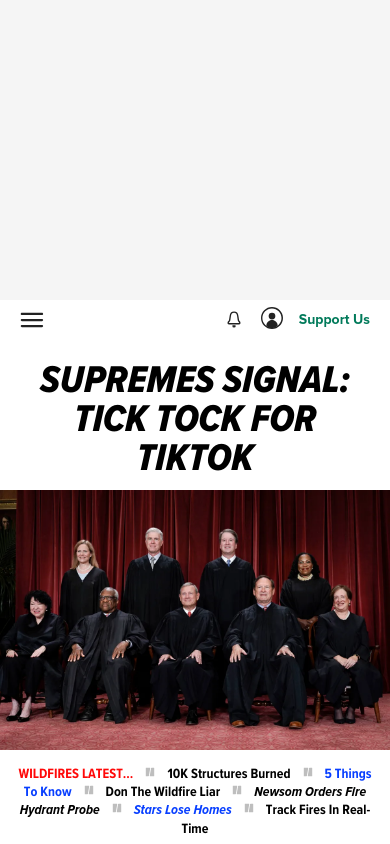 Support Us
SUPREMES SIGNAL:
TICK TOCK FOR
TIKTOK
WILDFIRES LATEST... 10K Structures Burned 5 Things
To Know Don The Wildfire Liar Newsom Orders Fire
Hydrant Probe Stars Lose Homes Track Fires In Real-
Time